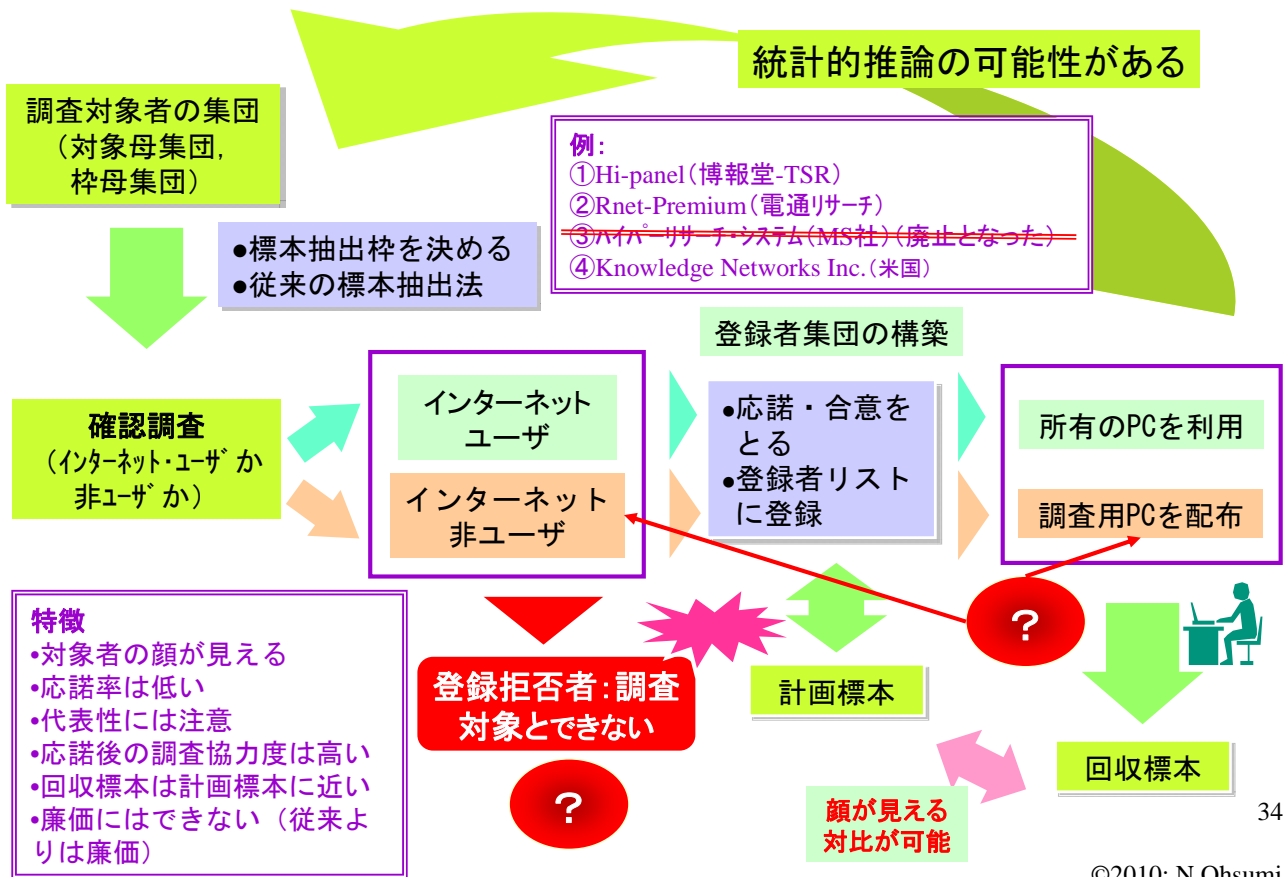 統計的推論の可能性がある
調査対象者の集団
（対象母集団,
枠母集団）
例:
①Hi-panel（博報堂-TSR）
②Rnet-Premium（電通ﾘｻｰﾁ）
③ﾊｲﾊﾟｰﾘｻｰﾁ･ｼｽﾃﾑ（MS社）（廃止となった）
④Knowledge Networks Inc.（米国）
●標本抽出枠を決める
●従来の標本抽出法
登録者集団の構築
確認調査
（ｲﾝﾀｰﾈｯﾄ･ﾕｰｻﾞか
非ﾕｰｻﾞか）
インターネット
ユーザ
インターネット
非ユーザ
●応諾・合意を
とる
●登録者リスト
に登録
所有のPCを利用
調査用PCを配布
特徴
•対象者の顔が見える
•応諾率は低い
•代表性には注意
•応諾後の調査協力度は高い
•回収標本は計画標本に近い
•廉価にはできない（従来よ
りは廉価）
登録拒否者:調査
対象とできない
？
計画標本
？
回収標本
顔が見える
対比が可能
34
©2010: N.Ohsumi